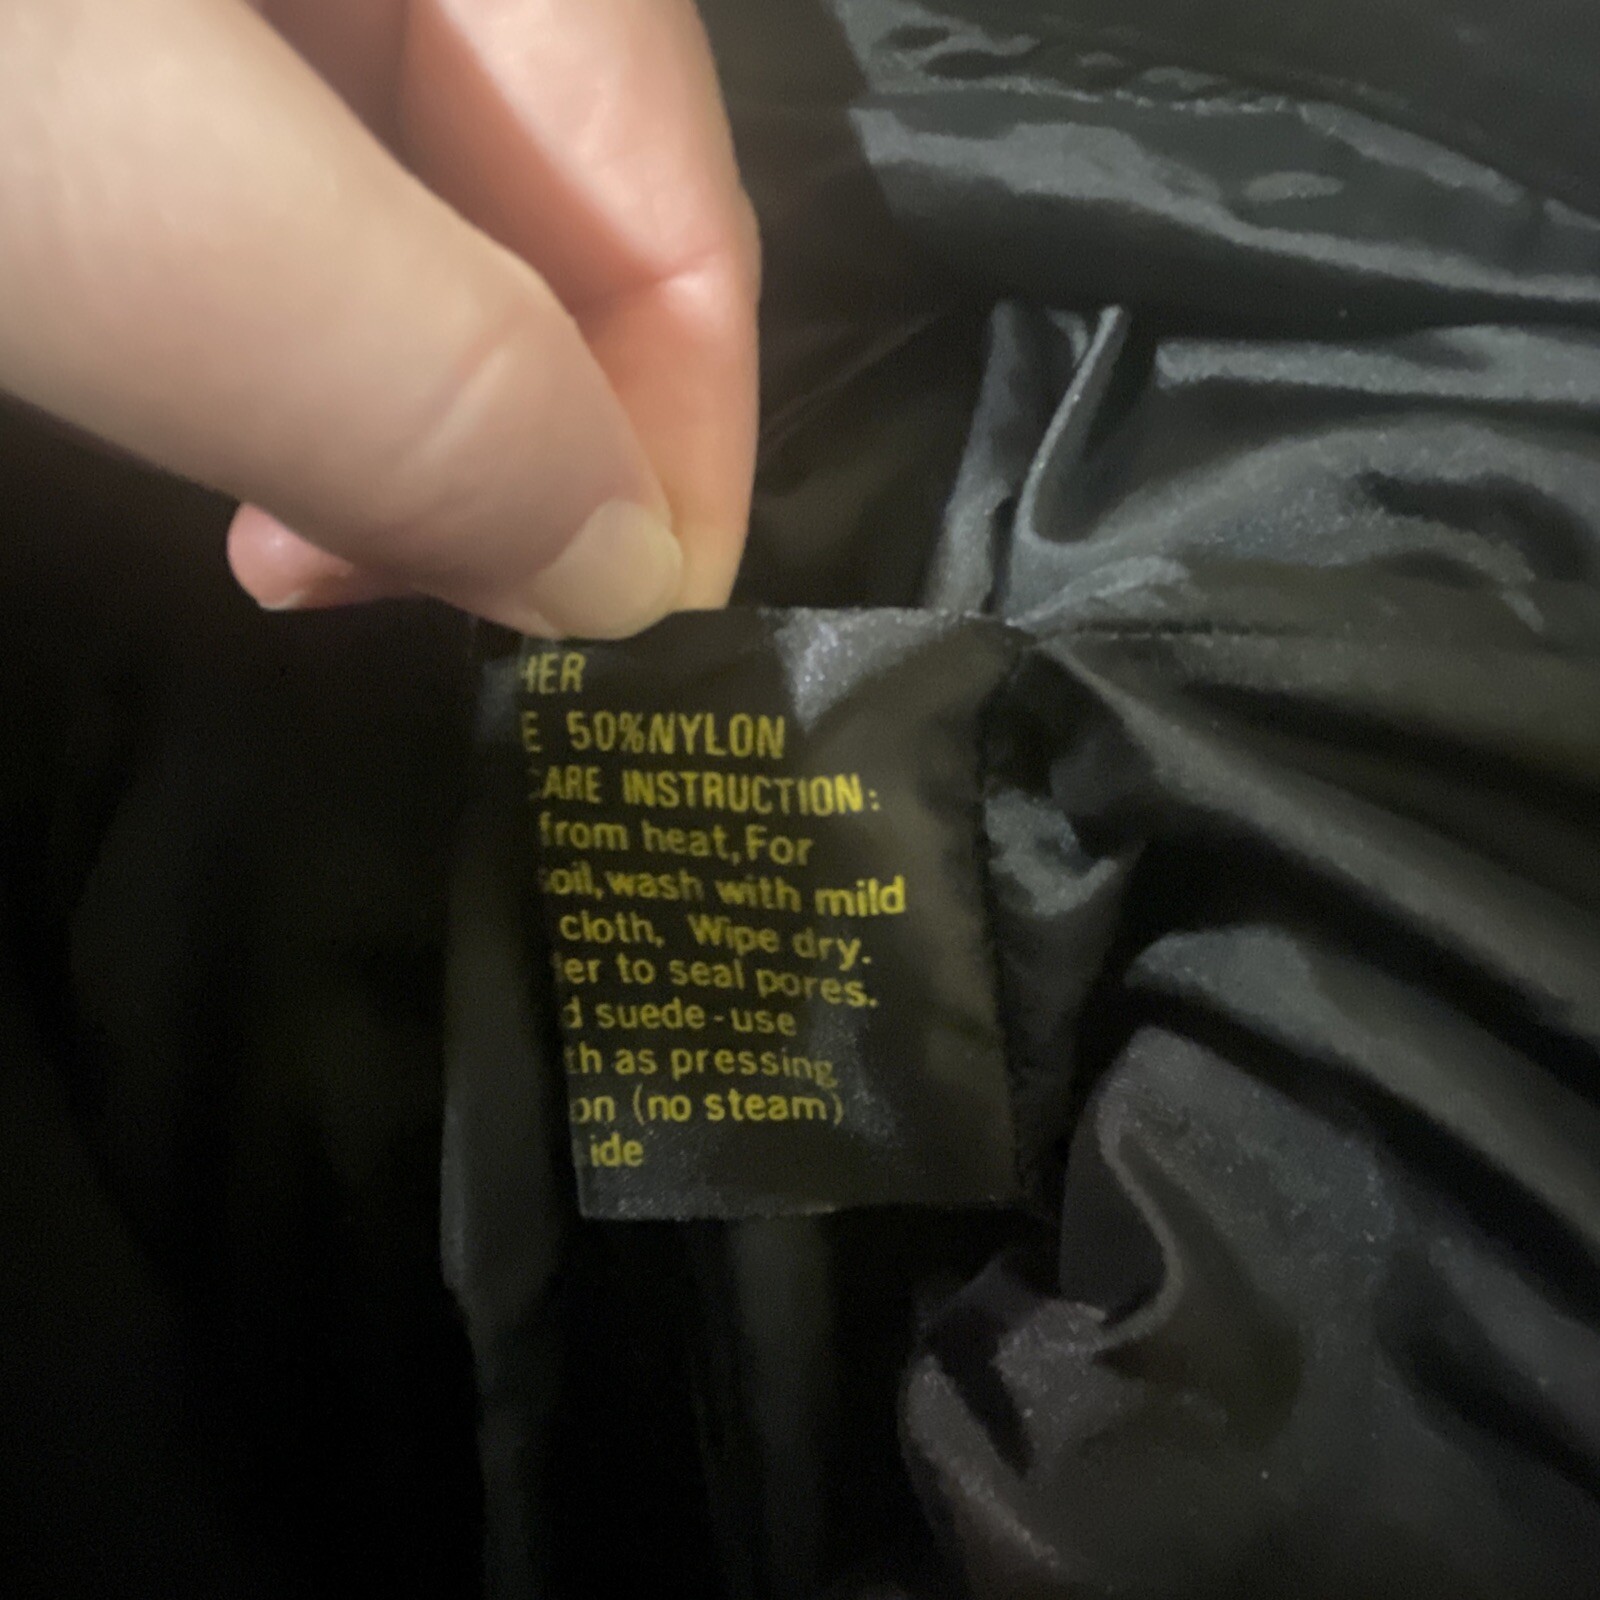 HER
E 50%NYLON
CARE INSTRUCTION:
from heat,For
soil,wash with mild
cloth. Wipe dry.
er to seal pores.
d suede-use
th as pressing
on (no steam)
ide